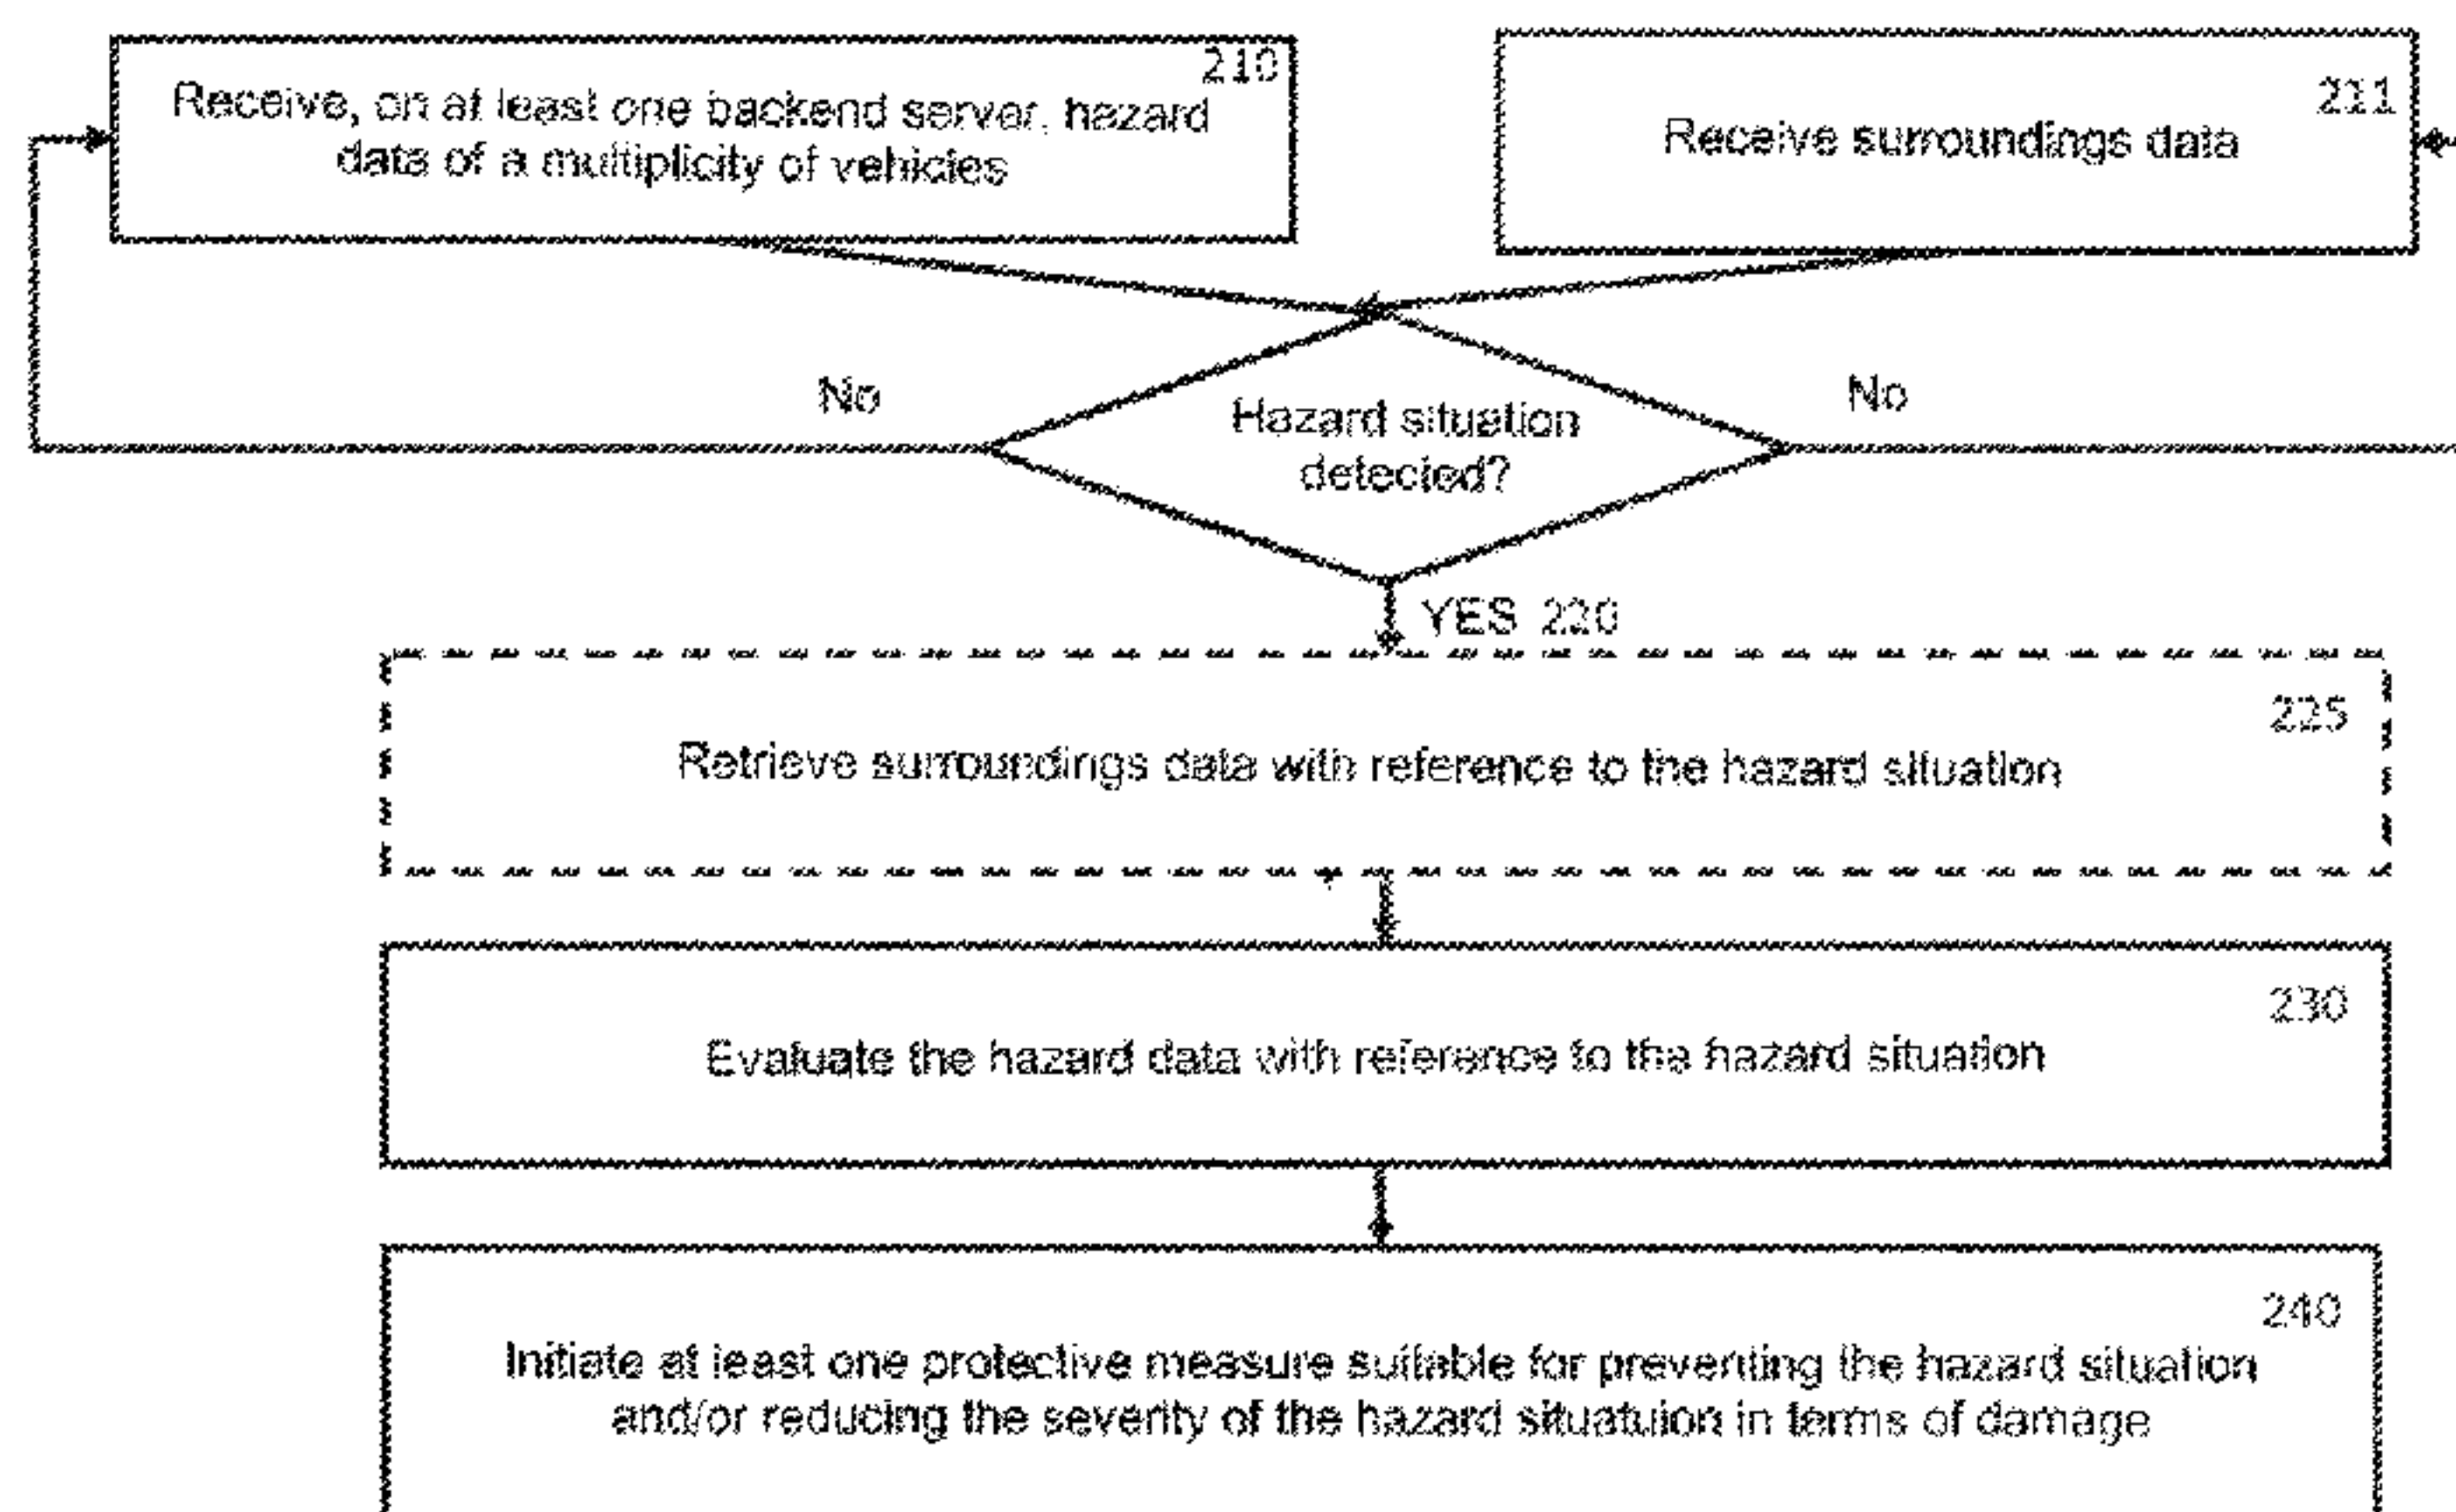 210
Receive, on at least one backend server, hazard
data of a multiplicity of vehicles
211
Receive surroundings data
No
No
Hazard situation
detected?
YES 220
225
Retrieve surroundings data with reference to the hazard situation
230
Evaluate the hazard data with reference to the hazard situation
240
Initiate at least one protective measure suitable for preventing the hazard situation
and/or reducing the severity of the hazard situatuion in terms of damage